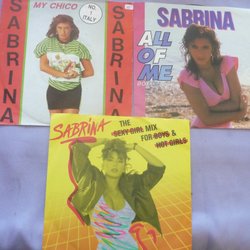 SABRINA
MY CHICO
NO. 1
ITALY
SABRINA
SABRINA
ALL OF
ME
SABRINA
THE
SEXY GIRL MIX
FOR BOYS &
HOT GIRLS